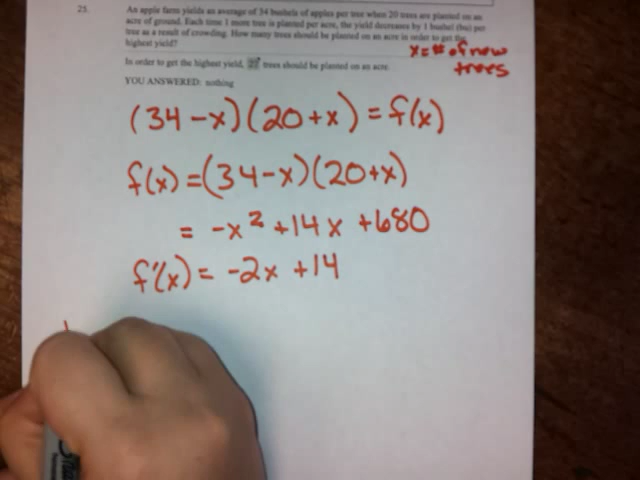 25. An apple farm yields an average of 34 bushels of apples per tree when 20 trees are planted on an
acre of ground. Each time 1 more tree is planted per acre, the yield decreases by 1 bushel (bu) per
tree as a result of crowding. How many trees should be planted on an acre in order to get the
highest yield?
x = # of new
trees
In order to get the highest yield, 27 trees should be planted on an acre.
YOU ANSWERED: nothing
(34-x)(20+x) = f(x)
f(x) = (34-x)(20+x)
= -x² + 14x + 680
f'(x) = -2x + 14